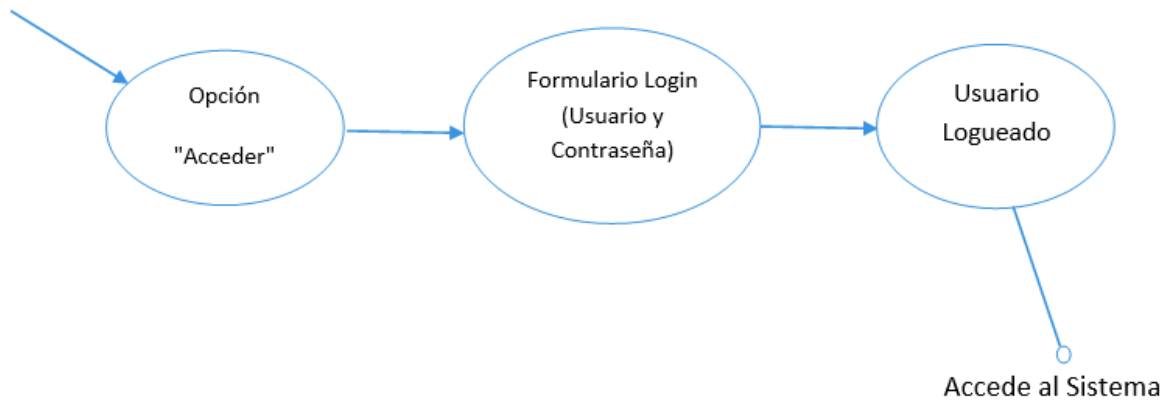 Opción
"Acceder"
Formulario Login
(Usuario y
Contraseña)
Usuario
Logueado
Accede al Sistema